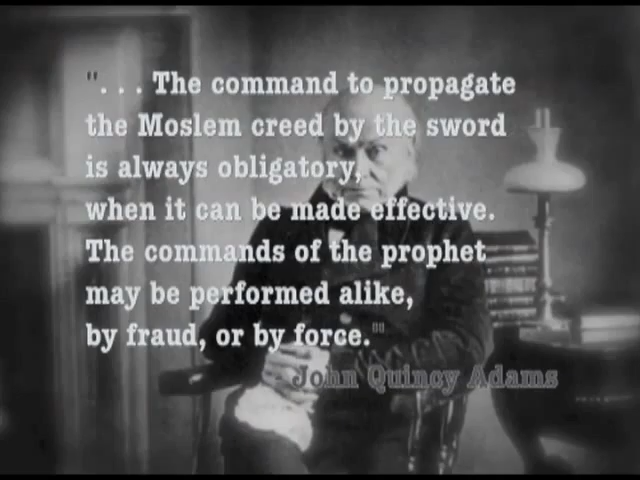 ". . . The command to propagate
the Moslem creed by the sword
is always obligatory,
when it can be made effective.
The commands of the prophet
may be performed alike,
by fraud, or by force."
John Quincy Adams